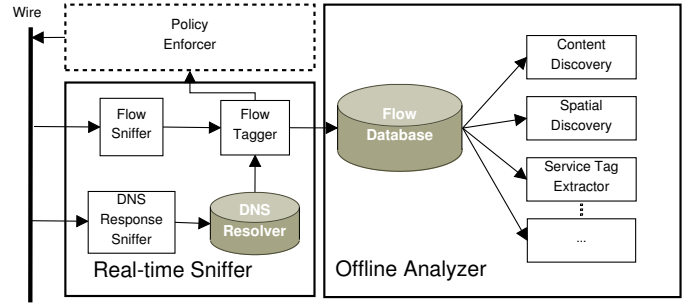 Wire
Policy
Enforcer
Flow
Sniffer
Flow
Tagger
DNS
Response
Sniffer
DNS
Resolver
Real-time Sniffer
Flow
Database
Content
Discovery
Spatial
Discovery
Service Tag
Extractor
...
Offline Analyzer